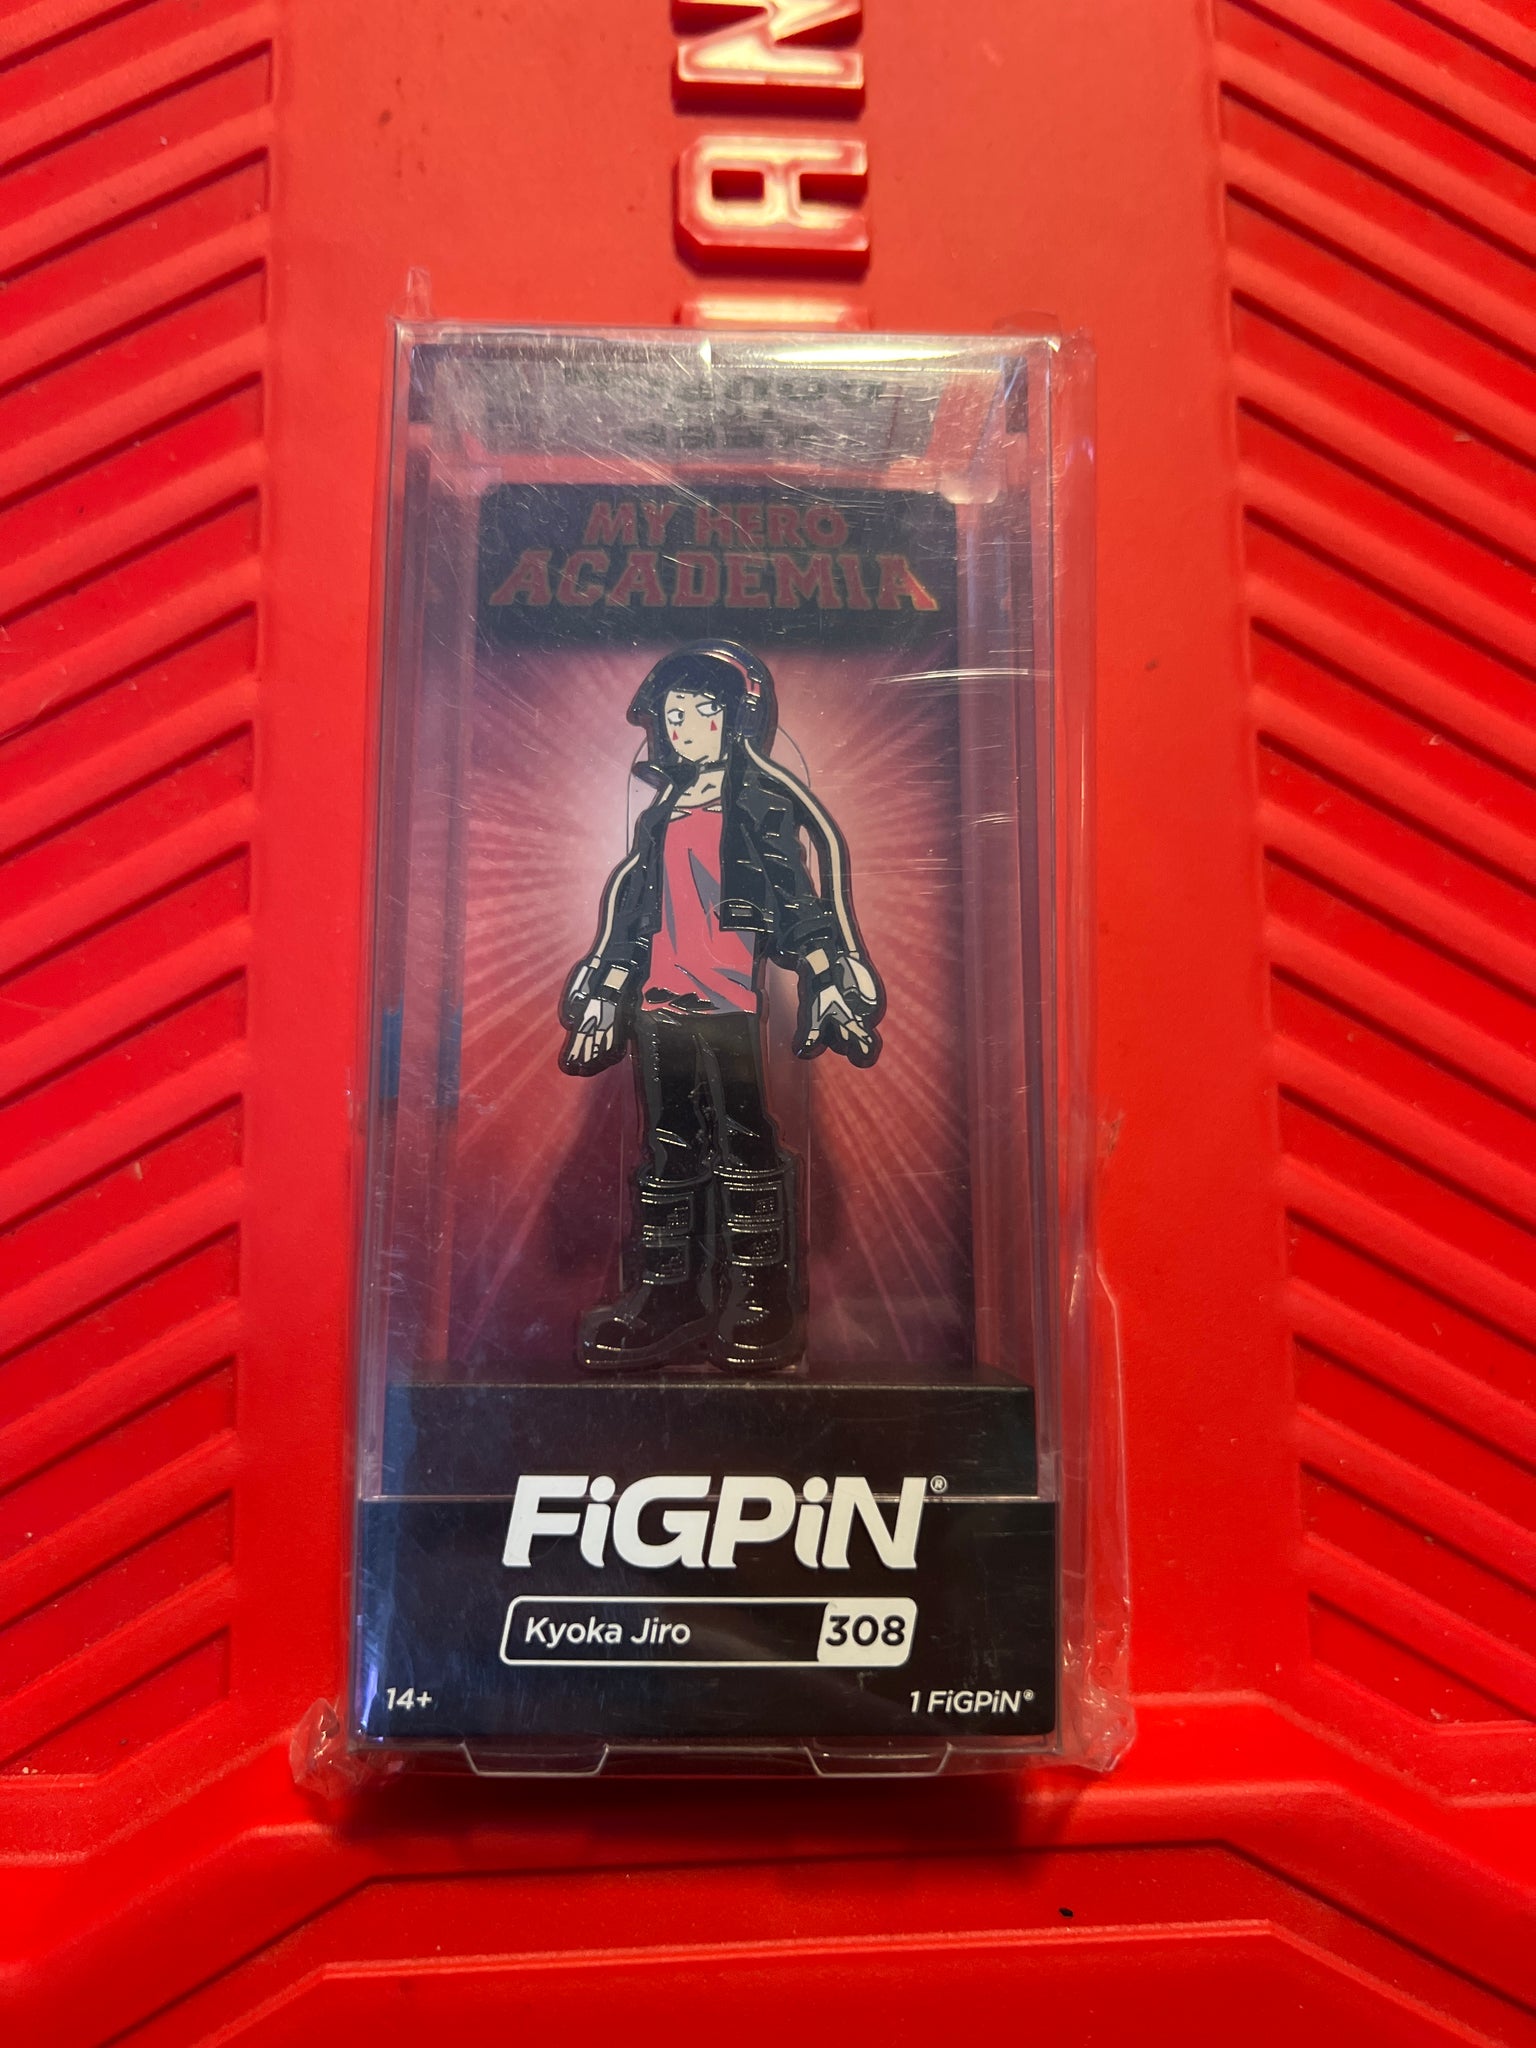 MY HERO
ACADEMIA
FiGPiN®
Kyoka Jiro 308
14+ 1 FiGPiN®